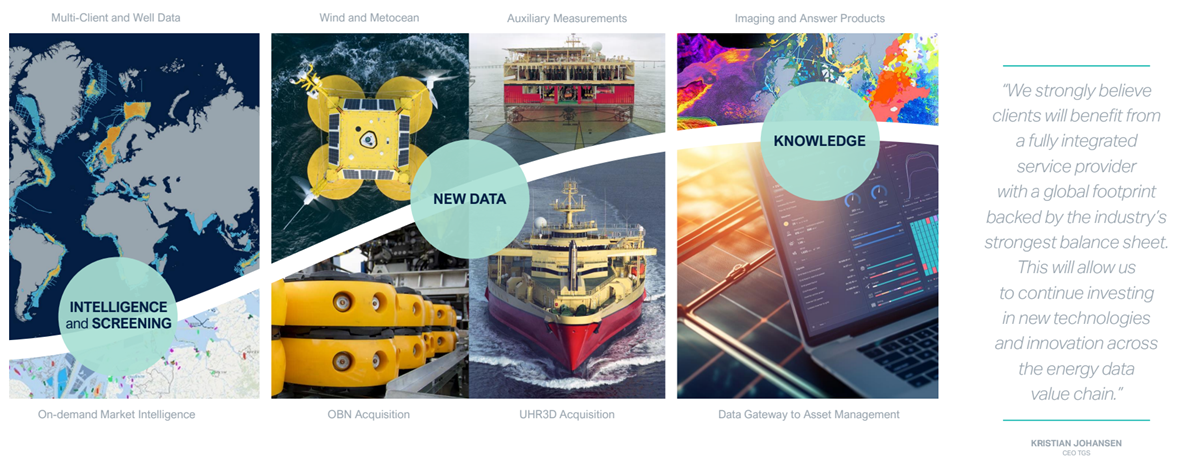 Multi-Client and Well Data
Wind and Metocean
Auxiliary Measurements
Imaging and Answer Products
INTELLIGENCE
and SCREENING
NEW DATA
KNOWLEDGE
On-demand Market Intelligence
OBN Acquisition
UHR3D Acquisition
Data Gateway to Asset Management
“We strongly believe
clients will benefit from
a fully integrated
service provider
with a global footprint
backed by the industry’s
strongest balance sheet.
This will allow us
to continue investing
in new technologies
and innovation across
the energy data
value chain.”
KRISTIAN JOHANSEN
CEO TGS